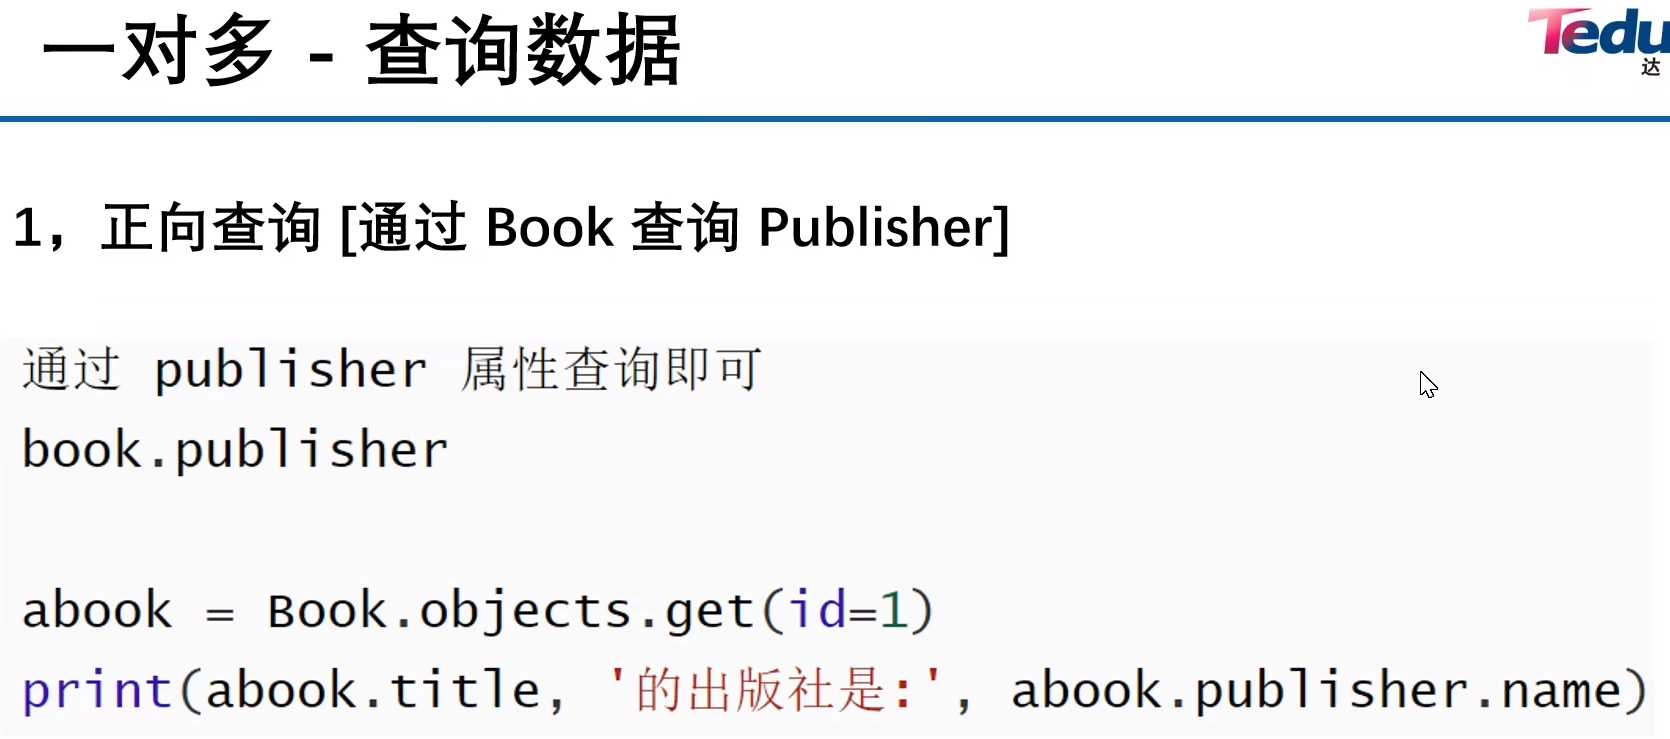 一对多 - 查询数据
Tedu
达
1，正向查询 [通过 Book 查询 Publisher]
通过 publisher 属性查询即可
book.publisher
abook = Book.objects.get(id=1)
print(abook.title, '的出版社是:', abook.publisher.name)